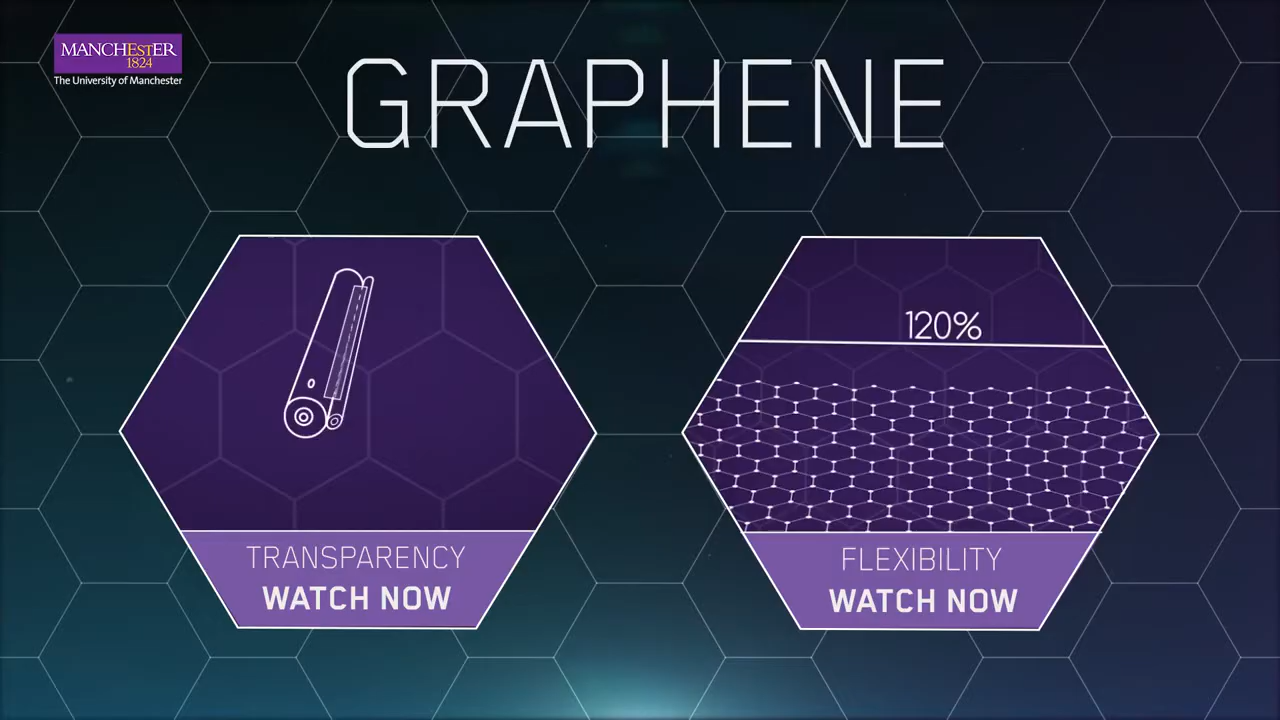 MANCHESTER
1824
The University of Manchester
GRAPHENE
120%
TRANSPARENCY
WATCH NOW
FLEXIBILITY
WATCH NOW